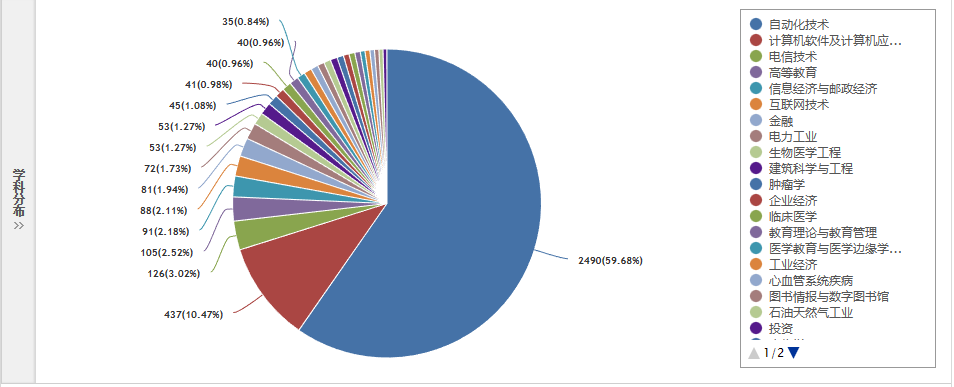 学科分布
>>
35(0.84%)
40(0.96%)
40(0.96%)
41(0.98%)
45(1.08%)
53(1.27%)
53(1.27%)
72(1.73%)
81(1.94%)
88(2.11%)
91(2.18%)
105(2.52%)
126(3.02%)
437(10.47%)
2490(59.68%)
自动化技术
计算机软件及计算机应...
电信技术
高等教育
信息经济与邮政经济
互联网技术
金融
电力工业
生物医学工程
建筑科学与工程
肿瘤学
企业经济
临床医学
教育理论与教育管理
医学教育与医学边缘学...
工业经济
心血管系统疾病
图书情报与数字图书馆
石油天然气工业
投资
1/2